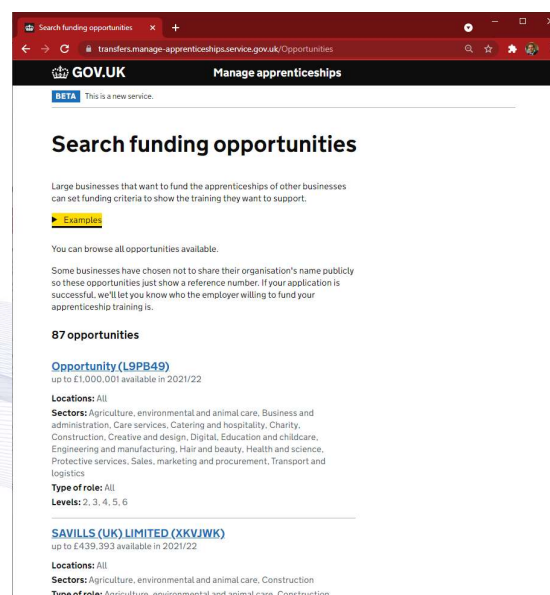 Search funding opportunities
transfers.manage-apprenticeships.service.gov.uk/Opportunities
GOV.UK Manage apprenticeships
BETA This is a new service.
Search funding opportunities
Large businesses that want to fund the apprenticeships of other businesses
can set funding criteria to show the training they want to support.
Examples
You can browse all opportunities available.
Some businesses have chosen not to share their organisation's name publicly
so these opportunities just show a reference number. If your application is
successful, we'll let you know who the employer willing to fund your
apprenticeship training is.
87 opportunities
Opportunity (L9PB49)
up to £1,000,001 available in 2021/22
Locations: All
Sectors: Agriculture, environmental and animal care, Business and
administration, Care services, Catering and hospitality, Charity,
Construction, Creative and design, Digital, Education and childcare,
Engineering and manufacturing, Hair and beauty, Health and science,
Protective services, Sales, marketing and procurement, Transport and
logistics
Type of role: All
Levels: 2, 3, 4, 5, 6
SAVILLS (UK) LIMITED (XKVJWK)
up to £439,393 available in 2021/22
Locations: All
Sectors: Agriculture, environmental and animal care, Construction
Type of role: Agriculture, environmental and animal care, Construction